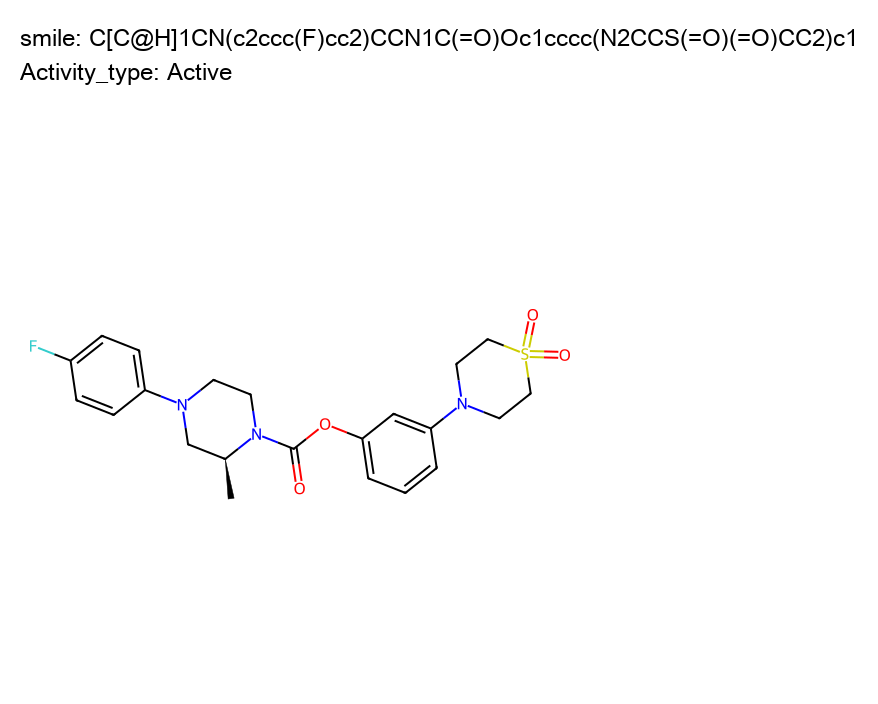 smile: C[C@H]1CN(c2ccc(F)cc2)CCN1C(=O)Oc1cccc(N2CCS(=O)(=O)CC2)c1
Activity_type: Active
O
F
S
O
N
N
O
N
O